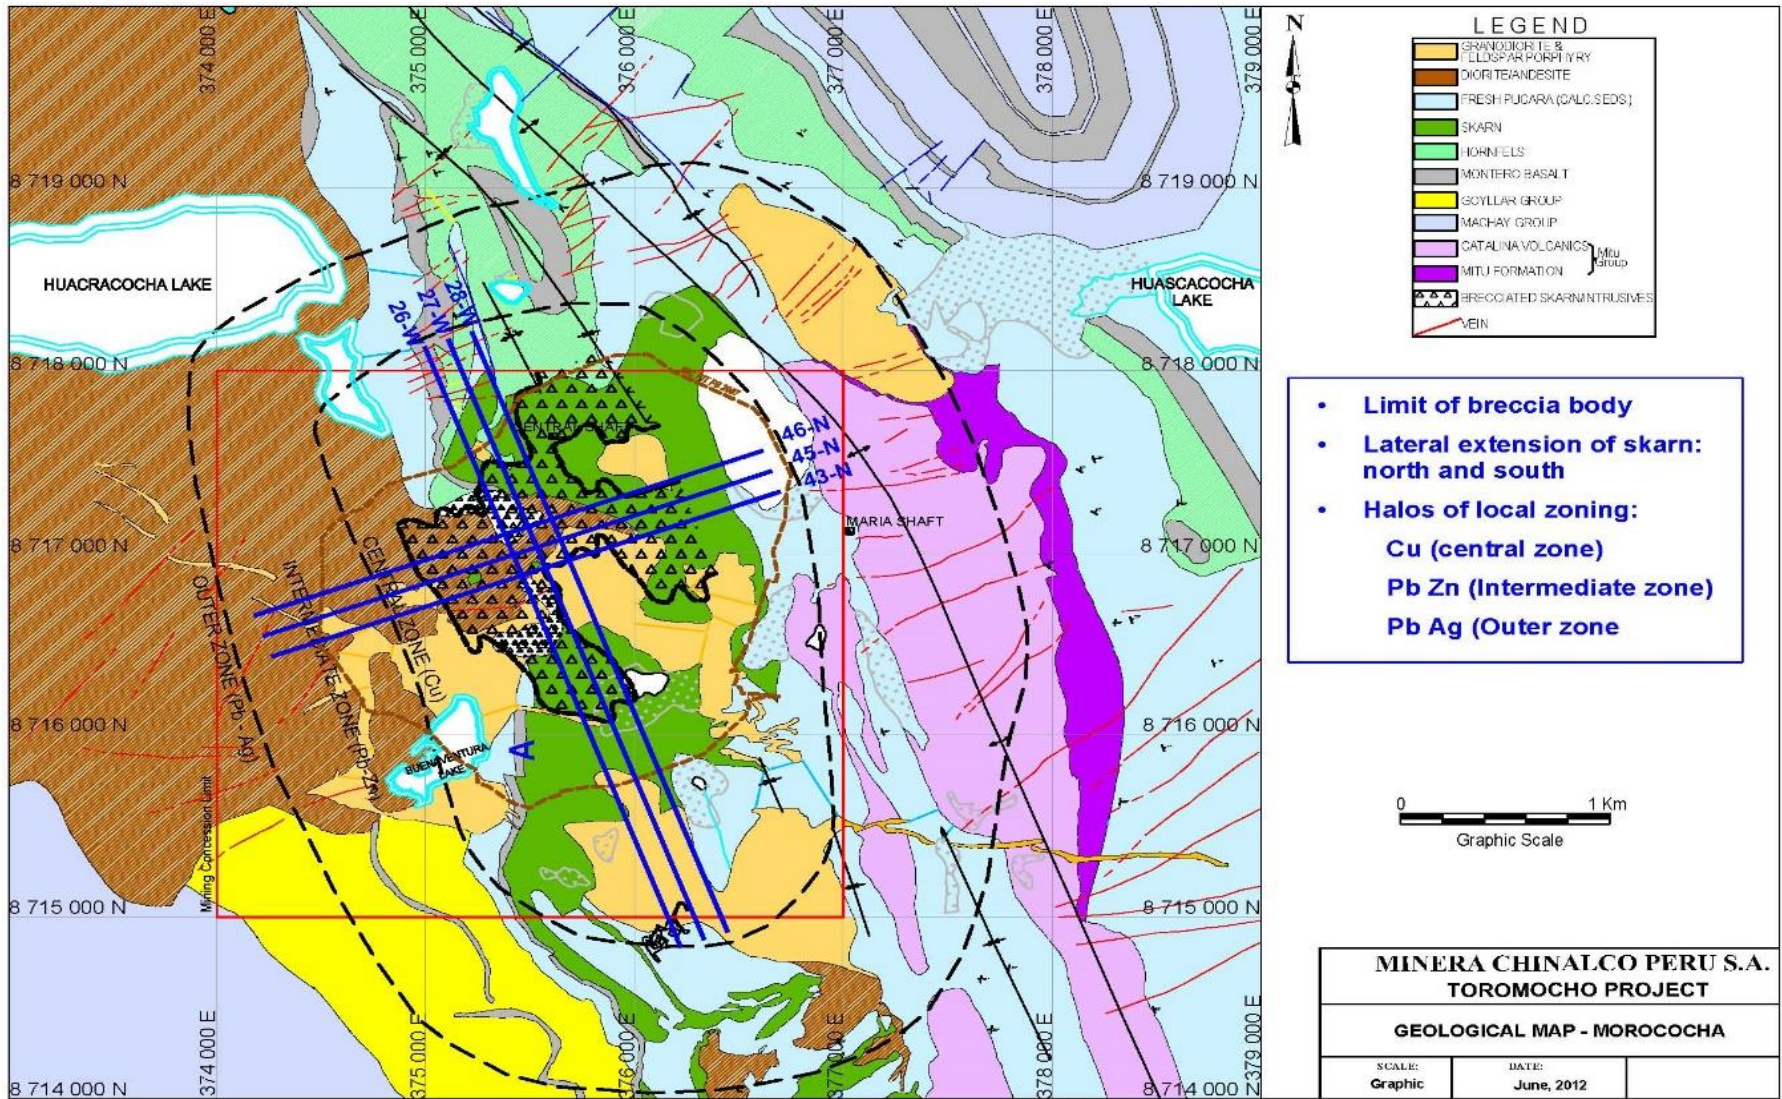 374 000 E
375 000 E
376 000 E
377 000 E
378 000 E
379 000 E
8 719 000 N
8 719 000 N
HUACRACOCHA LAKE
HUASCACOCHA
LAKE
26-W
27-W
28-W
8 718 000 N
8 718 000 N
CENTRAL SHAFT
46-N
45-N
43-N
MARIA SHAFT
8 717 000 N
8 717 000 N
OUTER ZONE (Pb-Ag)
INTERMEDIATE ZONE (Pb-Zn)
CENTRAL ZONE (Cu)
8 716 000 N
8 716 000 N
A
BUENAVENTURA
LAKE
Mining Concession Limit
8 715 000 N
8 715 000 N
8 714 000 N
8 714 000 N
374 000 E
375 000 E
376 000 E
377 000 E
378 000 E
379 000 E
N
LEGEND
GRANODIORITE &
FELDSPAR PORPHYRY
DIORITE/ANDESITE
FRESH PUCARA (CALC.SEDS.)
SKARN
HORNFELS
MONTERO BASALT
GOYLLAR GROUP
MACHAY GROUP
CATALINA VOLCANICS
MITU FORMATION
Mitu
Group
BRECCIATED SKARN/INTRUSIVES
VEIN
• Limit of breccia body
• Lateral extension of skarn:
north and south
• Halos of local zoning:
Cu (central zone)
Pb Zn (Intermediate zone)
Pb Ag (Outer zone
0 1 Km
Graphic Scale
MINERA CHINALCO PERU S.A.
TOROMOCHO PROJECT
GEOLOGICAL MAP - MOROCOCHA
SCALE:
Graphic
DATE:
June, 2012